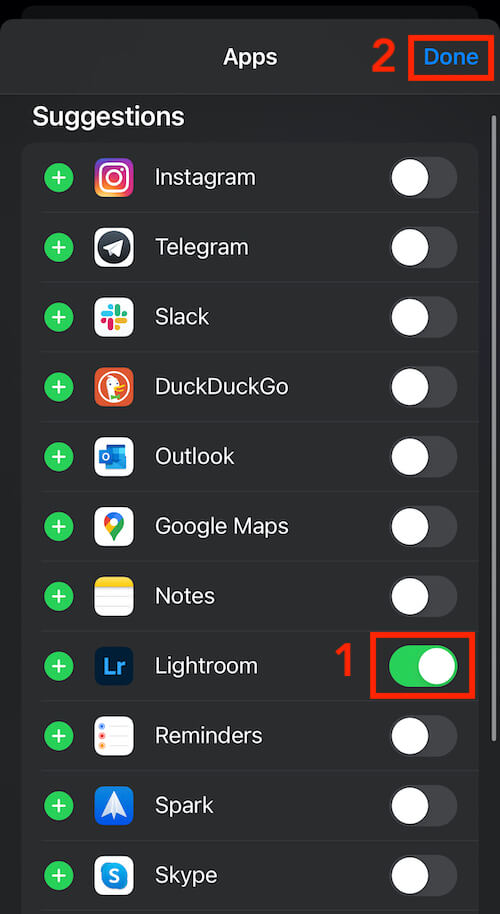 Apps
2
Done
Suggestions
Instagram
Telegram
Slack
DuckDuckGo
Outlook
Google Maps
Notes
1
Lr
Lightroom
Reminders
Spark
S
Skype